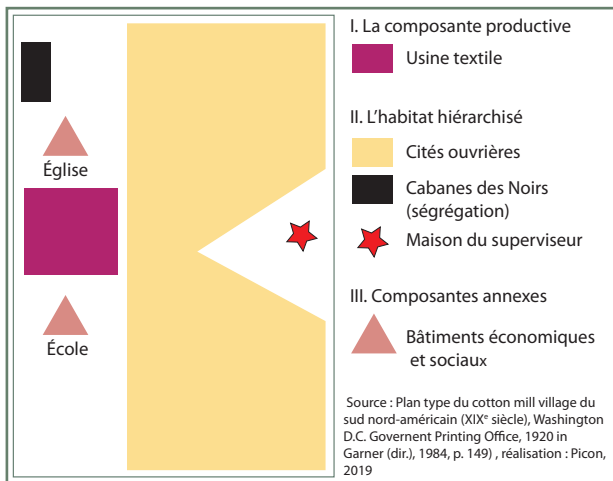 Église
École
I. La composante productive
Usine textile
II. L’habitat hiérarchisé
Cités ouvrières
Cabanes des Noirs
(ségrégation)
Maison du superviseur
III. Composantes annexes
Bâtiments économiques
et sociaux
Source : Plan type du cotton mill village du
sud nord-américain (XIXe siècle), Washington
D.C. Governent Printing Office, 1920 in
Garner (dir.), 1984, p. 149) , réalisation : Picon,
2019